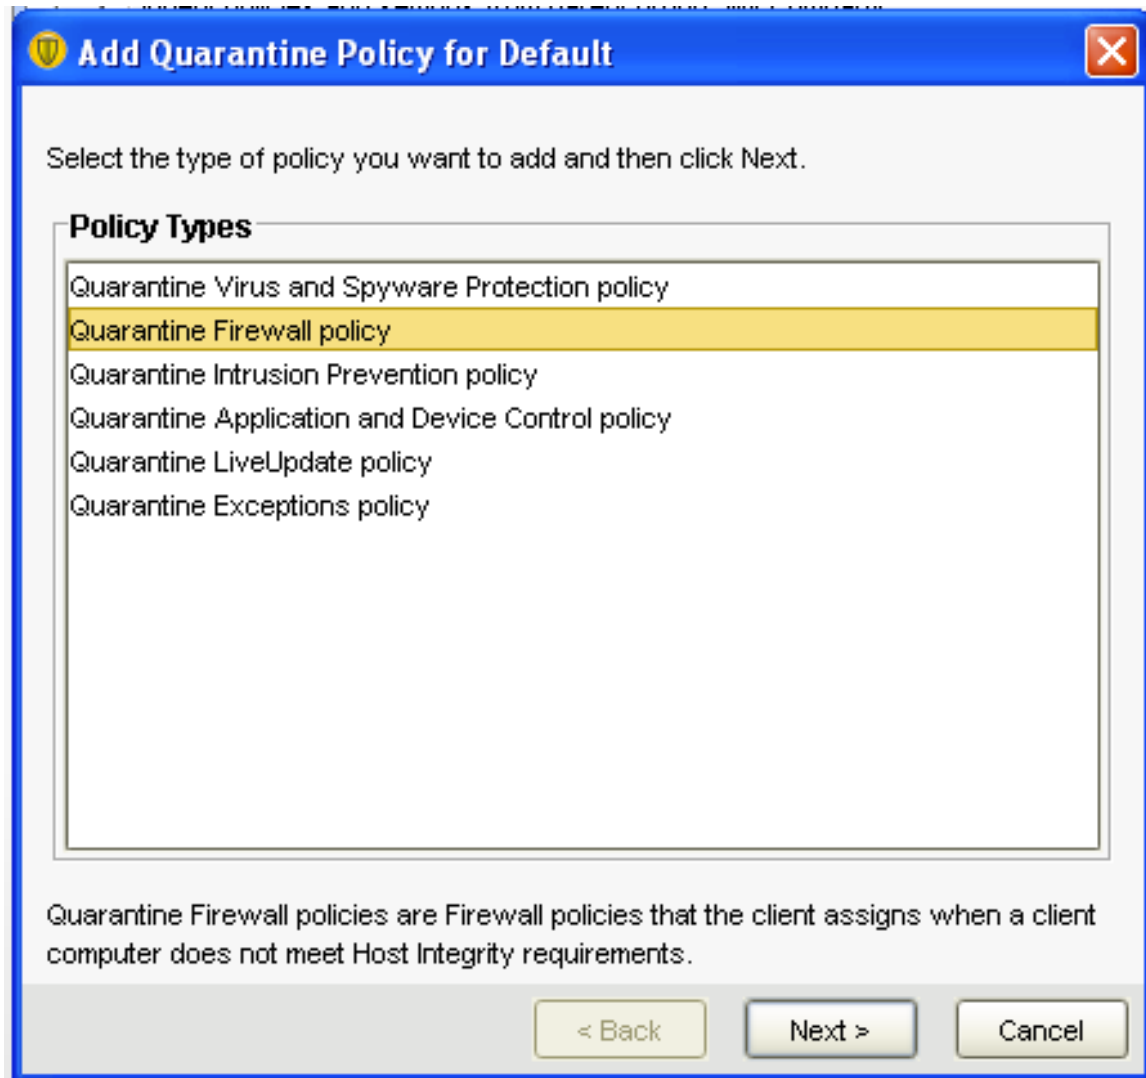 Add Quarantine Policy for Default
Select the type of policy you want to add and then click Next.
Policy Types
Quarantine Virus and Spyware Protection policy
Quarantine Firewall policy
Quarantine Intrusion Prevention policy
Quarantine Application and Device Control policy
Quarantine LiveUpdate policy
Quarantine Exceptions policy
Quarantine Firewall policies are Firewall policies that the client assigns when a client
computer does not meet Host Integrity requirements.
< Back
Next >
Cancel